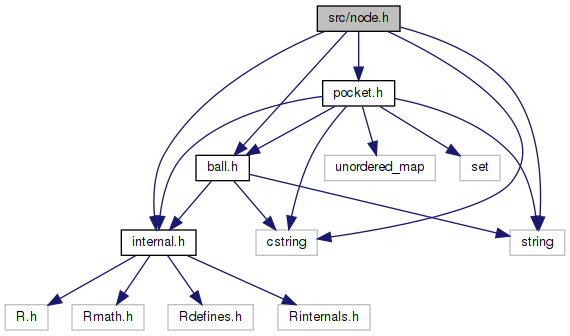 src/node.h
pocket.h
ball.h
unordered_map
set
internal.h
cstring
string
R.h
Rmath.h
Rdefines.h
Rinternals.h